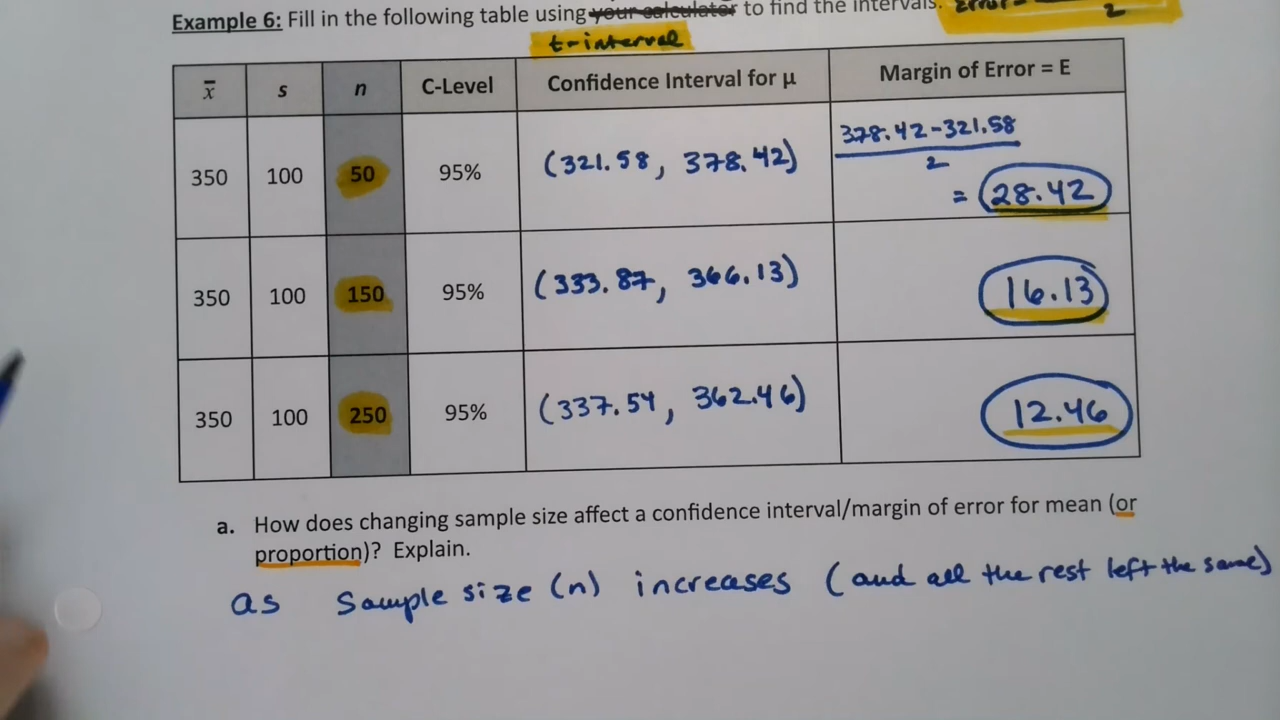 Example 6: Fill in the following table using your calculator to find the intervals. Error =
2
t-interval
x̄ s n C-Level Confidence Interval for μ Margin of Error = E
350 100 50 95% (321.58, 378.42) 378.42-321.58
2
= 28.42
350 100 150 95% (333.87, 366.13) 16.13
350 100 250 95% (337.54, 362.46) 12.46
a. How does changing sample size affect a confidence interval/margin of error for mean (or
proportion)? Explain.
as sample size (n) increases (and all the rest left the same)